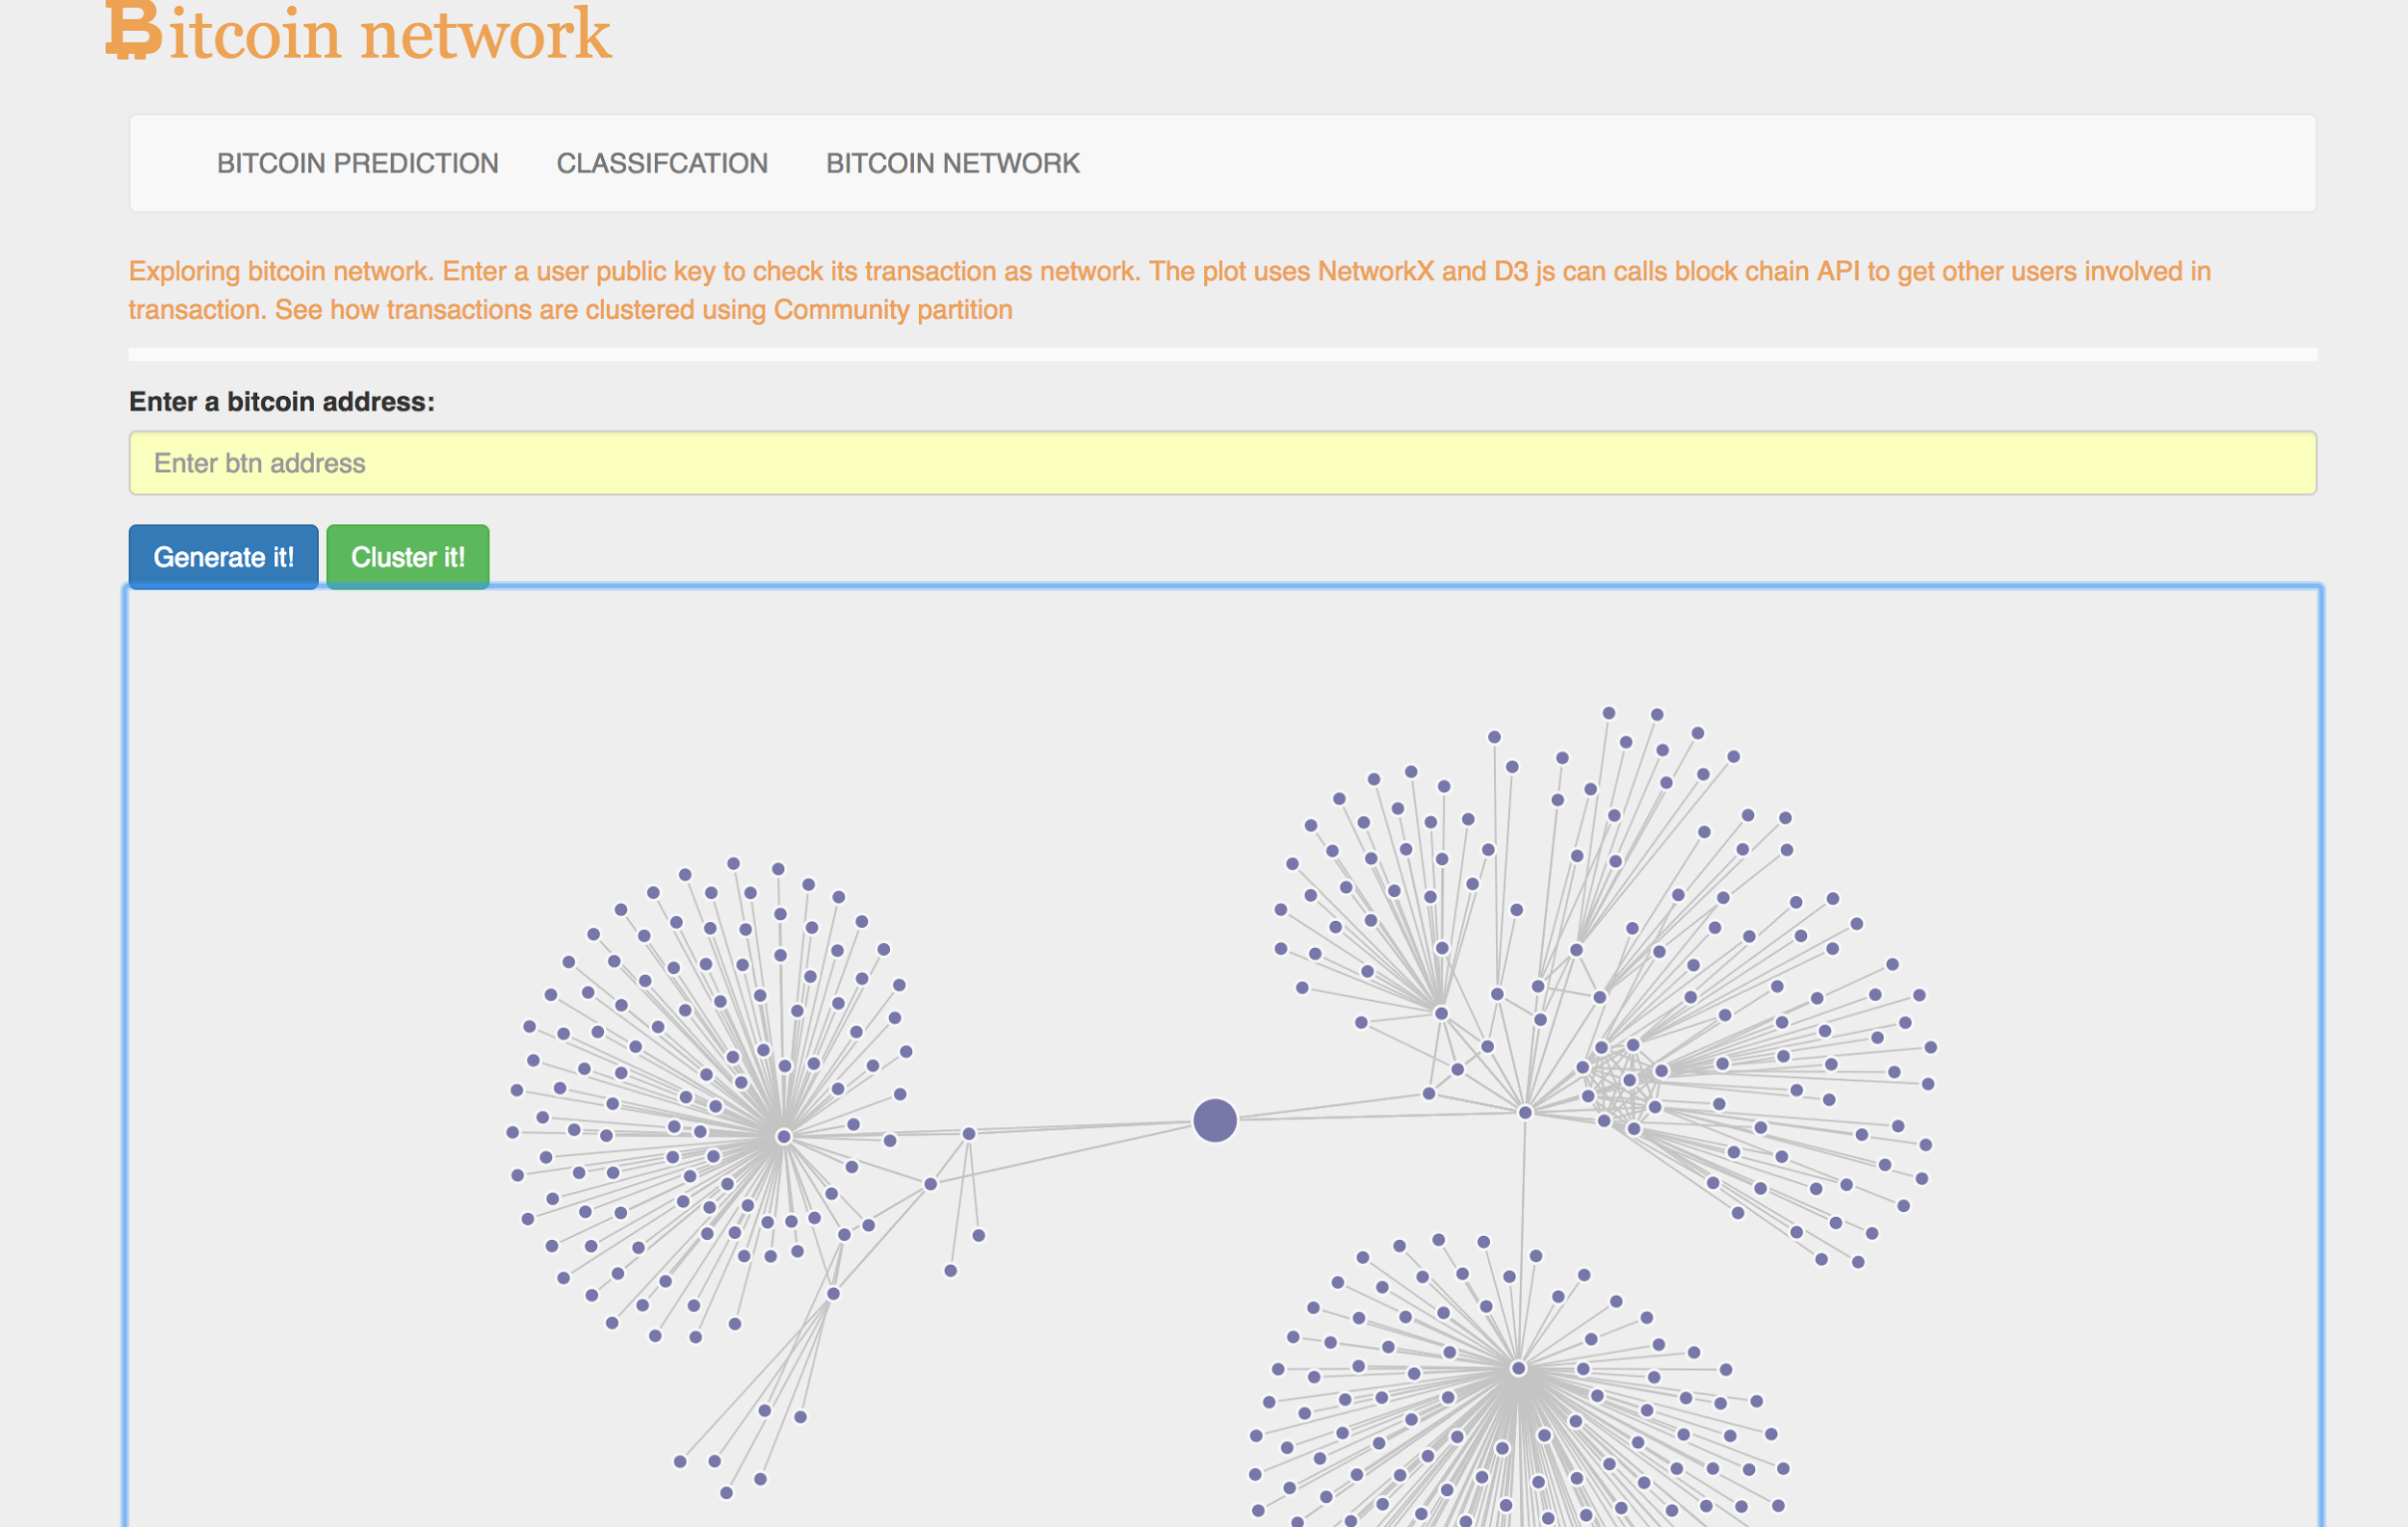 Bitcoin network
BITCOIN PREDICTION CLASSIFCATION BITCOIN NETWORK
Exploring bitcoin network. Enter a user public key to check its transaction as network. The plot uses NetworkX and D3 js can calls block chain API to get other users involved in
transaction. See how transactions are clustered using Community partition
Enter a bitcoin address:
Enter btn address
Generate it! Cluster it!